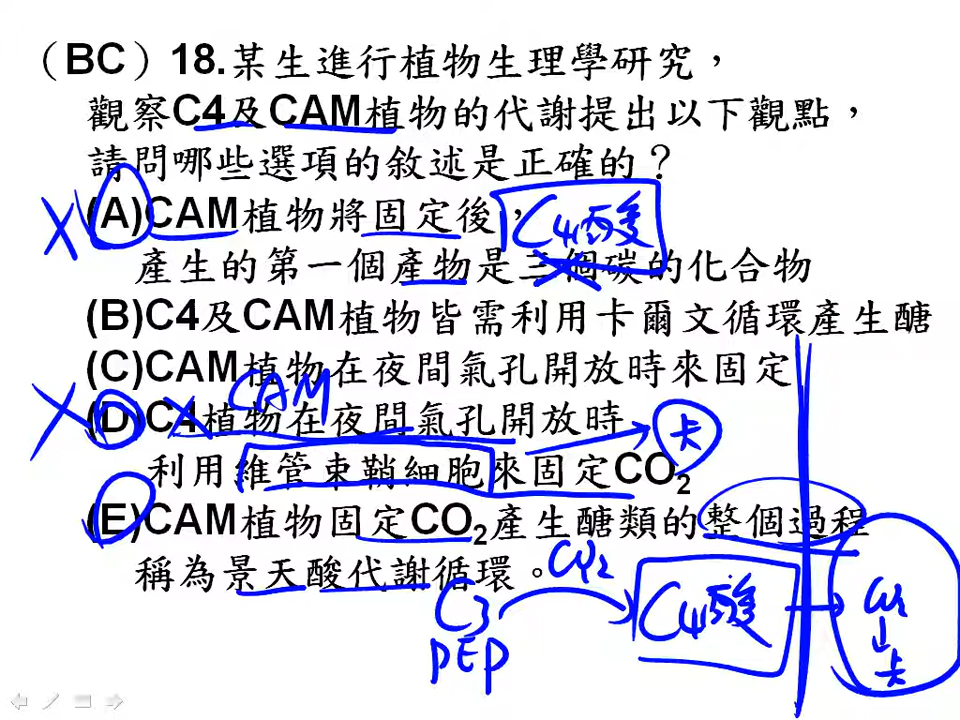 （BC）18.某生進行植物生理學研究，
觀察C4及CAM植物的代謝提出以下觀點，
請問哪些選項的敘述是正確的？
(A)CAM植物將固定後，
C4酸
產生的第一個產物是三個碳的化合物
(B)C4及CAM植物皆需利用卡爾文循環產生醣
(C)CAM植物在夜間氣孔開放時來固定
CAM
(D)C4植物在夜間氣孔開放時，
卡
利用維管束鞘細胞來固定CO2
(E)CAM植物固定CO2產生醣類的整個過程
稱為景天酸代謝循環。
CO2
C3
C4酸
CO2
PEP
卡